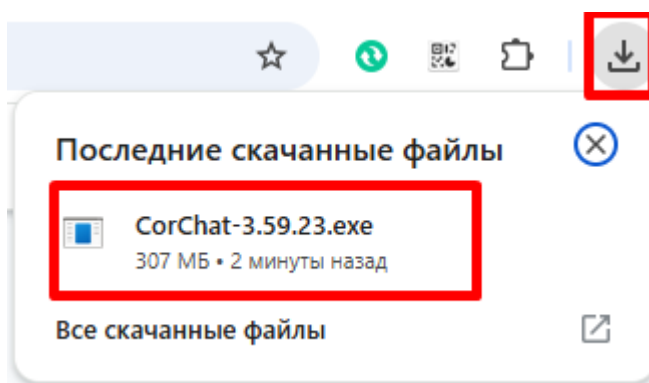 Последние скачанные файлы
CorChat-3.59.23.exe
307 МБ • 2 минуты назад
Все скачанные файлы